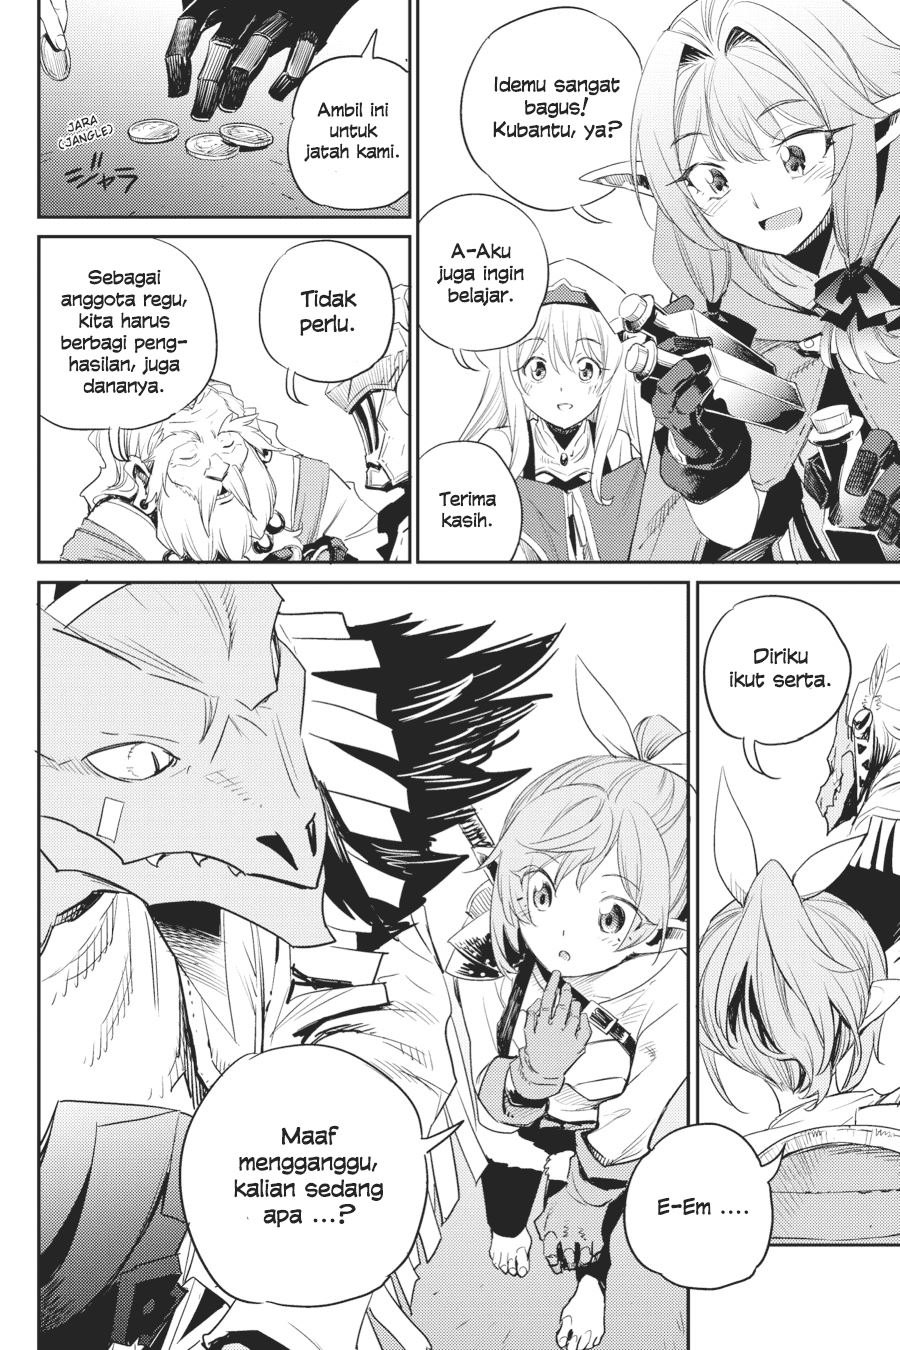 Idemu sangat
bagus!
Kubantu, ya?
A-Aku
juga ingin
belajar.
Terima
kasih.
Ambil ini
untuk
jatah kami.
JARA
(JANGLE)
ジャラ
Tidak
perlu.
Sebagai
anggota regu,
kita harus
berbagi peng-
hasilan, juga
dananya.
Diriku
ikut serta.
E-Em ....
Maaf
mengganggu,
kalian sedang
apa ...?